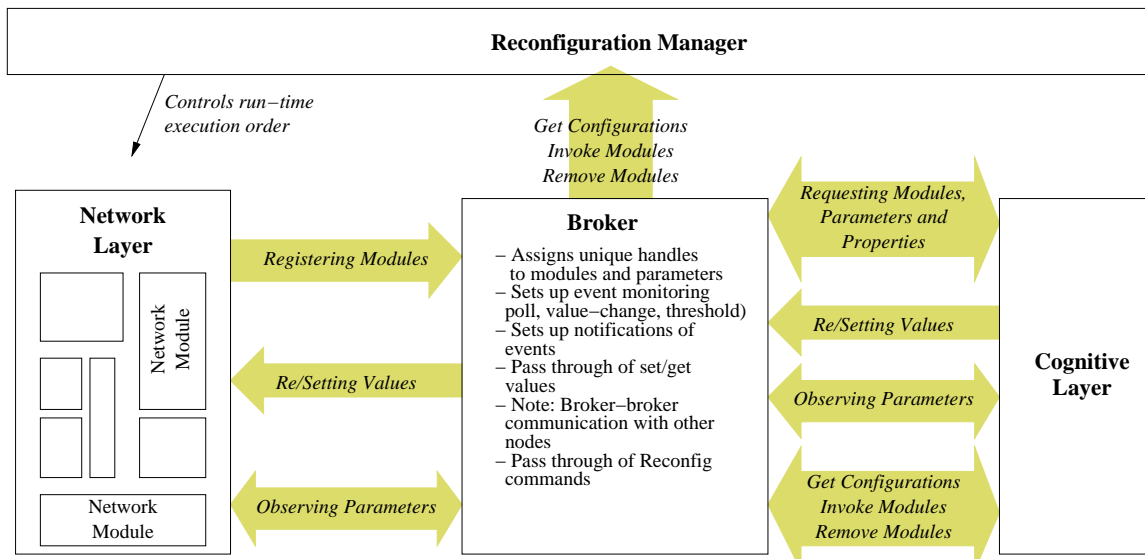 Reconfiguration Manager
Controls run−time
execution order
Get Configurations
Invoke Modules
Remove Modules
Network
Layer
Network
Module
Network
Module
Registering Modules
Re/Setting Values
Observing Parameters
Broker
− Assigns unique handles
to modules and parameters
− Sets up event monitoring
poll, value−change, threshold)
− Sets up notifications of
events
− Pass through of set/get
values
− Note: Broker−broker
communication with other
nodes
− Pass through of Reconfig
commands
Requesting Modules,
Parameters and
Properties
Re/Setting Values
Observing Parameters
Get Configurations
Invoke Modules
Remove Modules
Cognitive
Layer